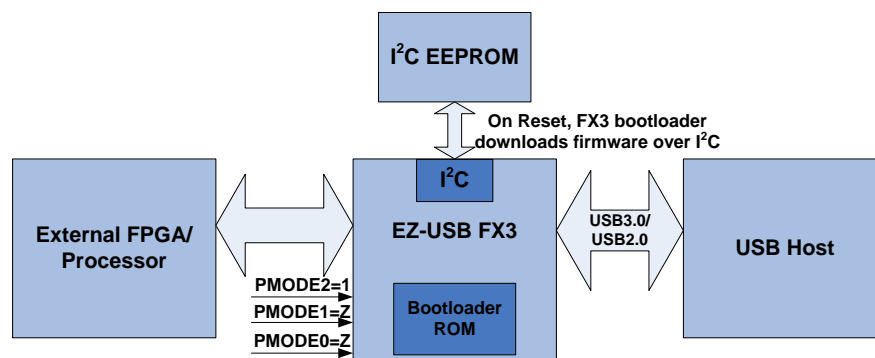 I²C EEPROM
On Reset, FX3 bootloader
downloads firmware over I²C
I²C
External FPGA/
Processor
EZ-USB FX3
USB3.0/
USB2.0
USB Host
PMODE2=1
PMODE1=Z
PMODE0=Z
Bootloader
ROM